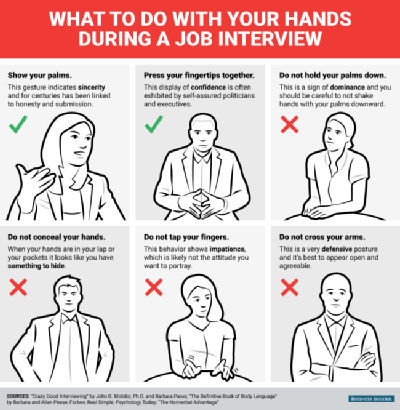 WHAT TO DO WITH YOUR HANDS
DURING A JOB INTERVIEW
Show your palms.
This gesture indicates sincerity
and for centuries has been linked
to honesty and submission.
Press your fingertips together.
This display of confidence is often
exhibited by self-assured politicians
and executives.
Do not hold your palms down.
This is a sign of dominance and you
should be careful to not shake
hands with your palms downward.
Do not conceal your hands.
When your hands are in your lap or
your pockets it looks like you have
something to hide.
Do not tap your fingers.
This behavior shows impatience,
which is likely not the attitude you
want to portray.
Do not cross your arms.
This is a very defensive posture
and it's best to appear open and
agreeable.
SOURCES: "Crazy Good Interviewing" by John B. Molidor, Ph.D. and Barbara Parus; "The Definitive Book of Body Language"
by Barbara and Allan Pease; Forbes; Real Simple; Psychology Today; "The Nonverbal Advantage"
BUSINESS INSIDER